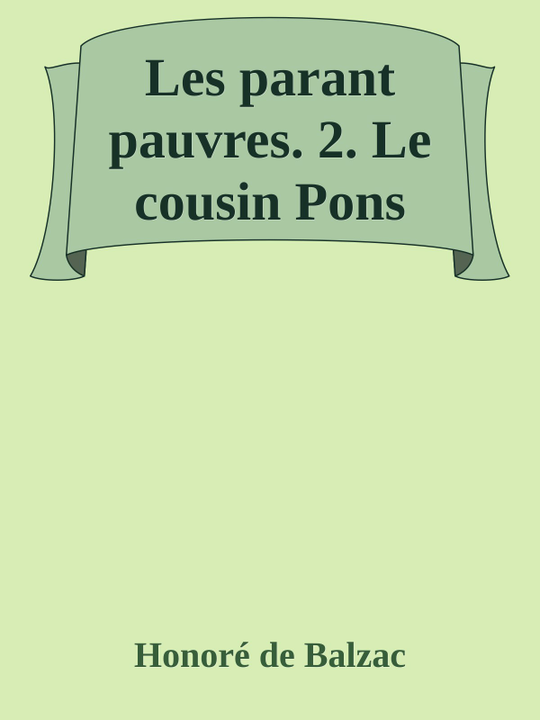 Les parant
pauvres. 2. Le
cousin Pons
Honoré de Balzac